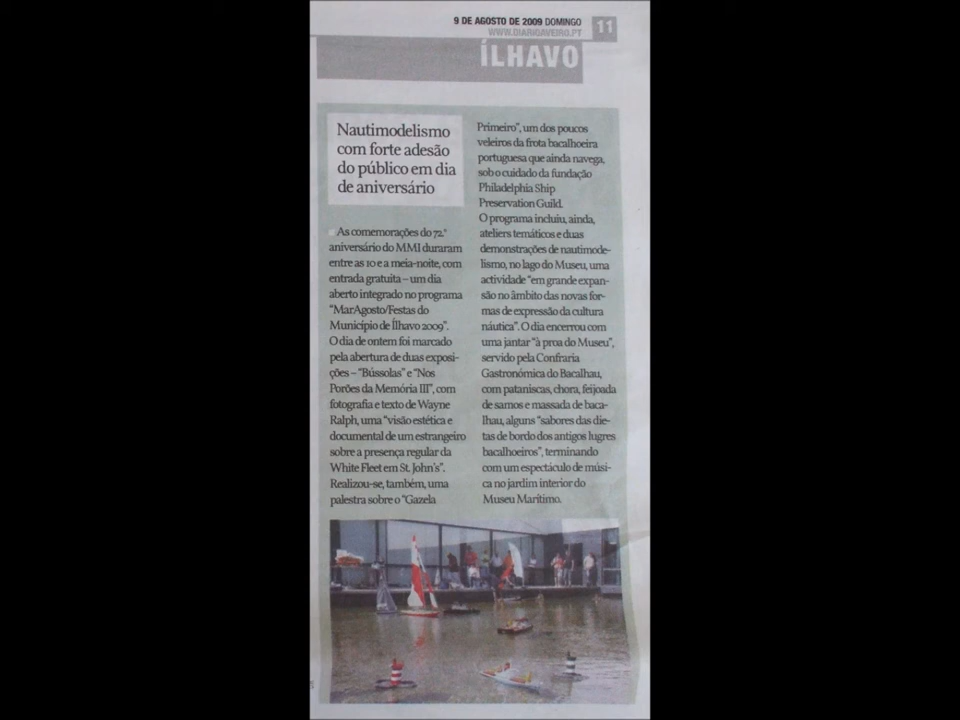 9 DE AGOSTO DE 2009 DOMINGO
WWW.DIARIOAVEIRO.PT
11
ÍLHAVO
Nautimodelismo
com forte adesão
do público em dia
de aniversário
As comemorações do 72.º
aniversário do MMI duraram
entre as 10 e a meia-noite, com
entrada gratuita – um dia
aberto integrado no programa
“MarAgosto/Festas do
Município de Ílhavo 2009”.
O dia de ontem foi marcado
pela abertura de duas exposi-
ções – “Bússolas” e “Nos
Porões da Memória III”, com
fotografia e texto de Wayne
Ralph, uma “visão estética e
documental de um estrangeiro
sobre a presença regular da
White Fleet em St. John’s”.
Realizou-se, também, uma
palestra sobre o “Gazela
Primeiro”, um dos poucos
veleiros da frota bacalhoeira
portuguesa que ainda navega,
sob o cuidado da fundação
Philadelphia Ship
Preservation Guild.
O programa incluiu, ainda,
ateliers temáticos e duas
demonstrações de nautimode-
lismo, no lago do Museu, uma
actividade “em grande expan-
são no âmbito das novas for-
mas de expressão da cultura
náutica”. O dia encerrou com
uma jantar “à proa do Museu”,
servido pela Confraria
Gastronómica do Bacalhau,
com pataniscas, chora, feijoada
de samos e massada de baca-
lhau, alguns “sabores das die-
tas de bordo dos antigos lugres
bacalhoeiros”, terminando
com um espectáculo de músi-
ca no jardim interior do
Museu Marítimo.